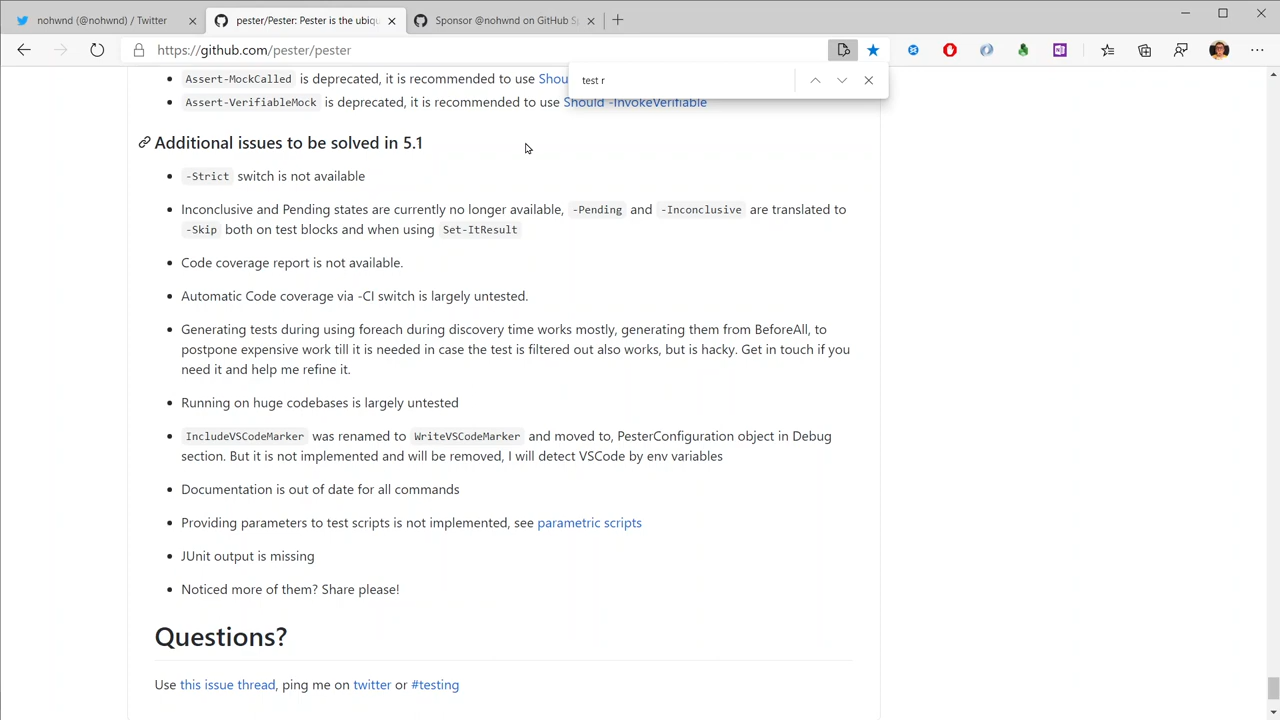 nohwnd (@nohwnd) / Twitter
pester/Pester: Pester is the ubiqu
Sponsor @nohwnd on GitHub Sp
https://github.com/pester/pester
test r
Assert-MockCalled is deprecated, it is recommended to use Shou
Assert-VerifiableMock is deprecated, it is recommended to use Should -InvokeVerifiable
Additional issues to be solved in 5.1
-Strict switch is not available
Inconclusive and Pending states are currently no longer available, -Pending and -Inconclusive are translated to
-Skip both on test blocks and when using Set-ItResult
Code coverage report is not available.
Automatic Code coverage via -CI switch is largely untested.
Generating tests during using foreach during discovery time works mostly, generating them from BeforeAll, to
postpone expensive work till it is needed in case the test is filtered out also works, but is hacky. Get in touch if you
need it and help me refine it.
Running on huge codebases is largely untested
IncludeVSCodeMarker was renamed to WriteVSCodeMarker and moved to, PesterConfiguration object in Debug
section. But it is not implemented and will be removed, I will detect VSCode by env variables
Documentation is out of date for all commands
Providing parameters to test scripts is not implemented, see parametric scripts
JUnit output is missing
Noticed more of them? Share please!
Questions?
Use this issue thread, ping me on twitter or #testing